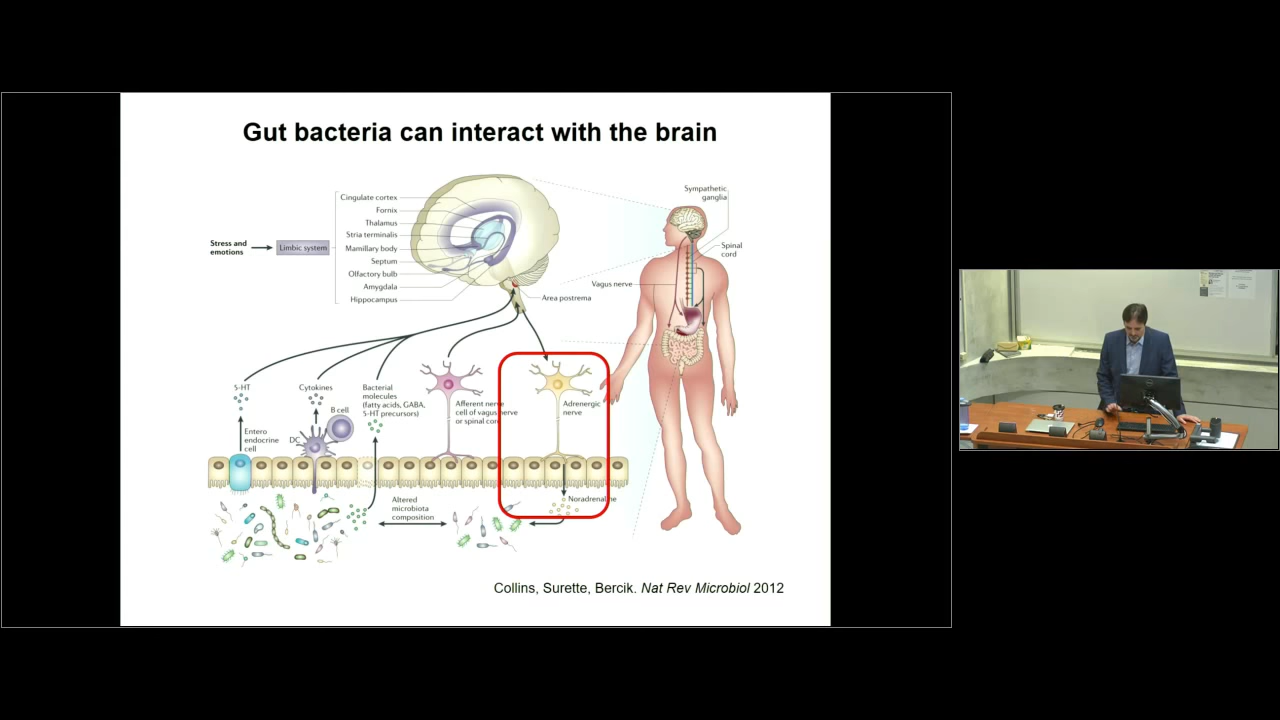 Gut bacteria can interact with the brain
Stress and
emotions
Limbic system
Cingulate cortex
Fornix
Thalamus
Stria terminalis
Mamillary body
Septum
Olfactory bulb
Amygdala
Hippocampus
Area postrema
Sympathetic
ganglia
Spinal
cord
Vagus nerve
5-HT
Cytokines
Bacterial
molecules
(fatty acids, GABA,
5-HT precursors)
Afferent nerve
cell of vagus nerve
or spinal cord
Adrenergic
nerve
B cell
DC
Entero
endocrine
cell
Altered
microbiota
composition
Noradrenaline
Collins, Surette, Bercik. Nat Rev Microbiol 2012